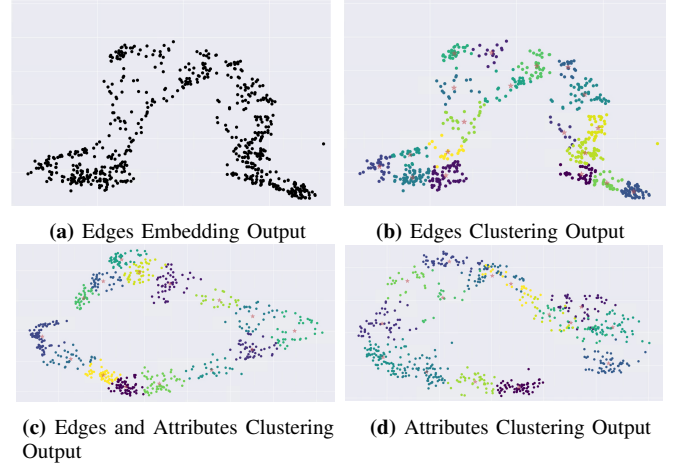 (a) Edges Embedding Output
(b) Edges Clustering Output
(c) Edges and Attributes Clustering
Output
(d) Attributes Clustering Output